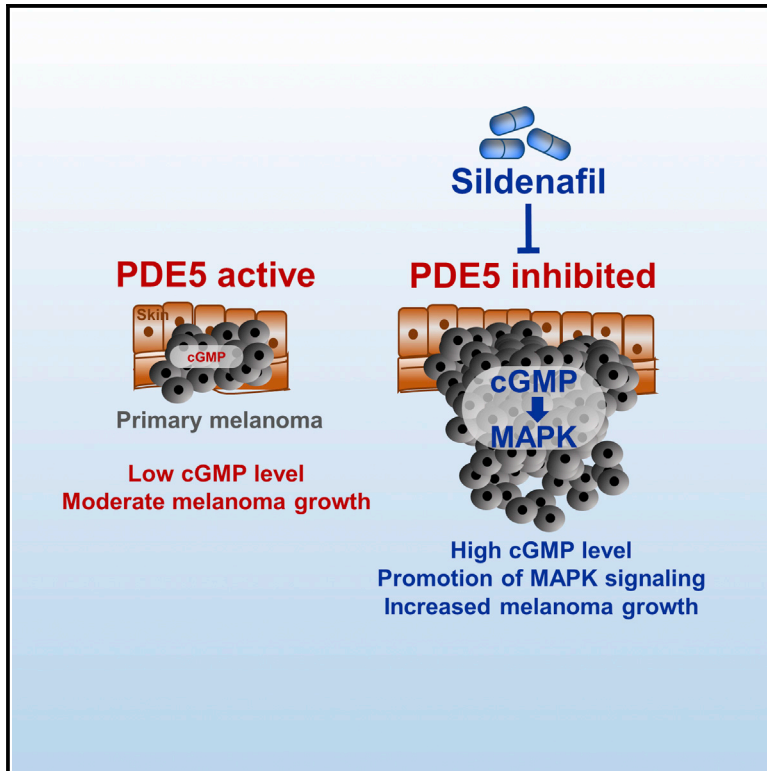 Sildenafil
PDE5 active
PDE5 inhibited
Skin
cGMP
Primary melanoma
Low cGMP level
Moderate melanoma growth
cGMP
MAPK
High cGMP level
Promotion of MAPK signaling
Increased melanoma growth